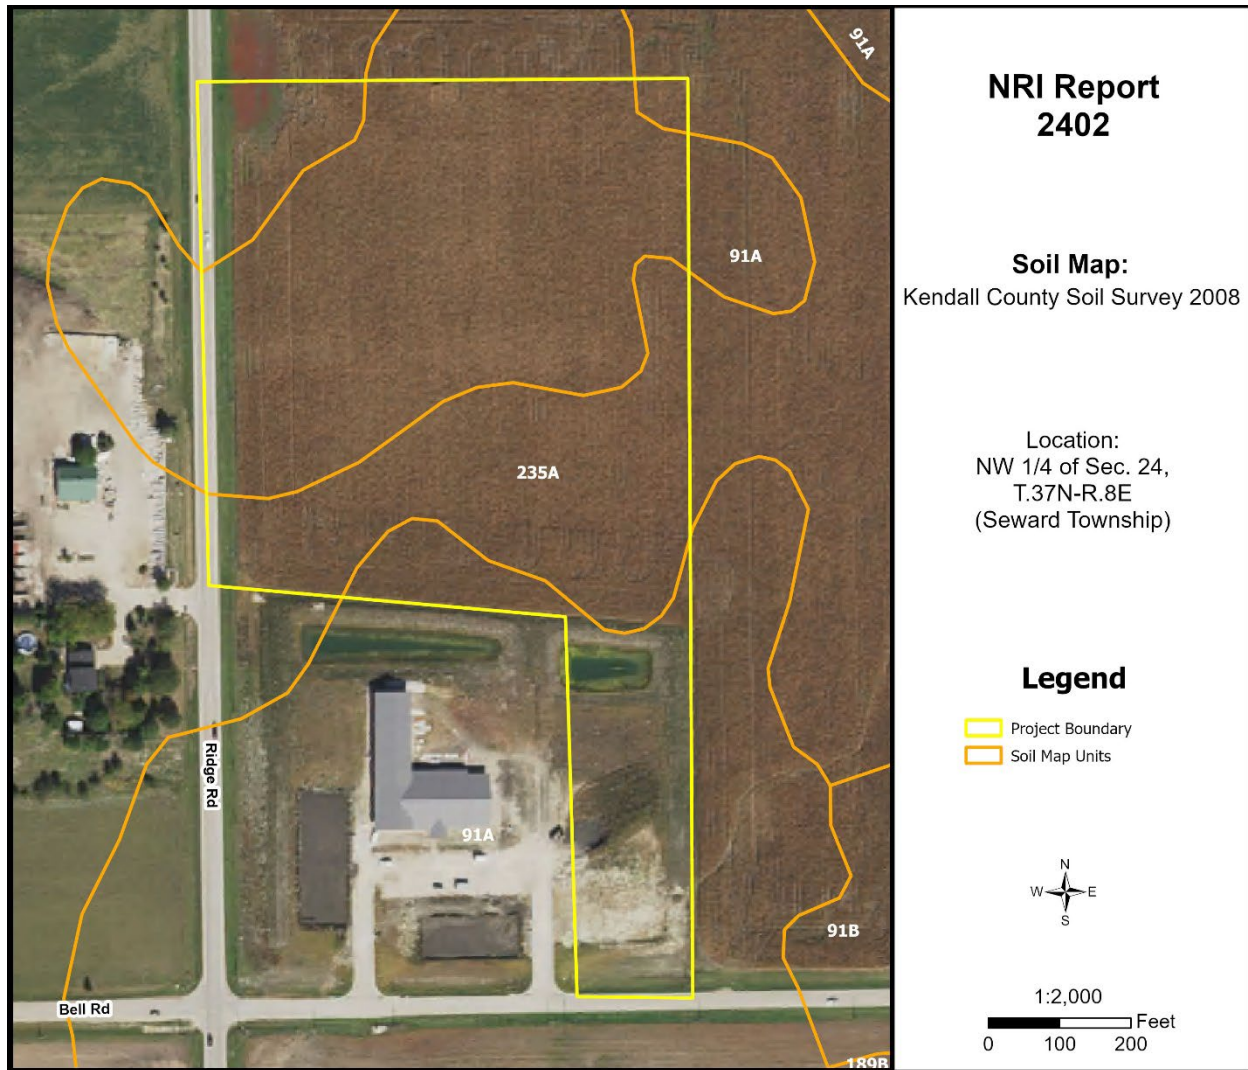 91A
91A
235A
Ridge Rd
91A
91B
Bell Rd
189B
NRI Report
2402
Soil Map:
Kendall County Soil Survey 2008
Location:
NW 1/4 of Sec. 24,
T.37N-R.8E
(Seward Township)
Legend
Project Boundary
Soil Map Units
N
W E
S
1:2,000
Feet
0 100 200